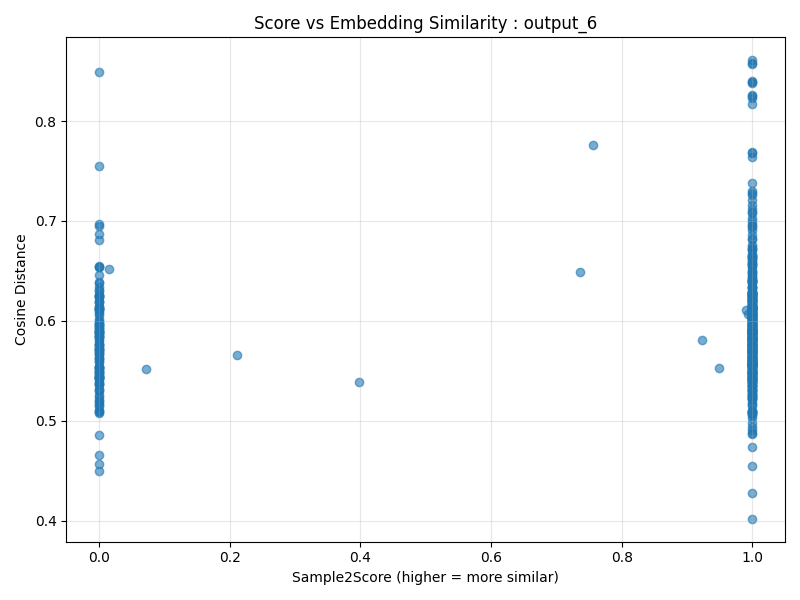 Score vs Embedding Similarity : output_6
Cosine Distance
0.8
0.7
0.6
0.5
0.4
0.0 0.2 0.4 0.6 0.8 1.0
Sample2Score (higher = more similar)